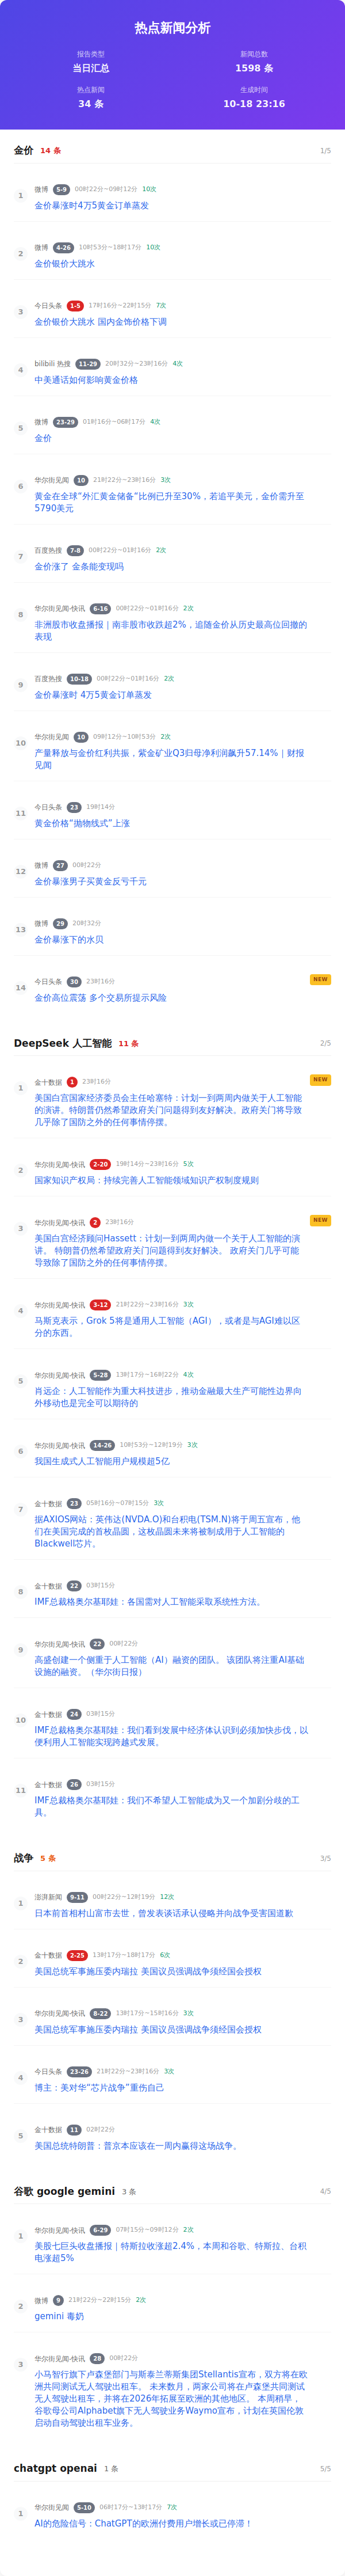 热点新闻分析
报告类型
当日汇总
新闻总数
1598 条
热点新闻
34 条
生成时间
10-18 23:16
金价 14 条 1/5
1
微博 5-9 00时22分~09时12分 10次
金价暴涨时4万5黄金订单蒸发
2
微博 4-26 10时53分~18时17分 10次
金价银价大跳水
3
今日头条 1-5 17时16分~22时15分 7次
金价银价大跳水 国内金饰价格下调
4
bilibili 热搜 11-29 20时32分~23时16分 4次
中美通话如何影响黄金价格
5
微博 23-29 01时16分~06时17分 4次
金价
6
华尔街见闻 10 21时22分~23时16分 3次
黄金在全球“外汇黄金储备”比例已升至30%，若追平美元，金价需升至
5790美元
7
百度热搜 7-8 00时22分~01时16分 2次
金价涨了 金条能变现吗
8
华尔街见闻-快讯 6-16 00时22分~01时16分 2次
非洲股市收盘播报｜南非股市收跌超2%，追随金价从历史最高位回撤的
表现
9
百度热搜 10-18 00时22分~01时16分 2次
金价暴涨时 4万5黄金订单蒸发
10
华尔街见闻 10 09时12分~10时53分 2次
产量释放与金价红利共振，紫金矿业Q3归母净利润飙升57.14%｜财报
见闻
11
今日头条 23 19时14分
黄金价格“抛物线式”上涨
12
微博 27 00时22分
金价暴涨男子买黄金反亏千元
13
微博 29 20时32分
金价暴涨下的水贝
14
今日头条 30 23时16分 NEW
金价高位震荡 多个交易所提示风险
DeepSeek 人工智能 11 条 2/5
1
金十数据 1 23时16分 NEW
美国白宫国家经济委员会主任哈塞特：计划一到两周内做关于人工智能
的演讲。特朗普仍然希望政府关门问题得到友好解决。政府关门将导致
几乎除了国防之外的任何事情停摆。
2
华尔街见闻-快讯 2-20 19时14分~23时16分 5次
国家知识产权局：持续完善人工智能领域知识产权制度规则
3
华尔街见闻-快讯 2 23时16分 NEW
美国白宫经济顾问Hassett：计划一到两周内做一个关于人工智能的演
讲。 特朗普仍然希望政府关门问题得到友好解决。 政府关门几乎可能
导致除了国防之外的任何事情停摆。
4
华尔街见闻-快讯 3-12 21时22分~23时16分 3次
马斯克表示，Grok 5将是通用人工智能（AGI），或者是与AGI难以区
分的东西。
5
华尔街见闻-快讯 5-28 13时17分~16时22分 4次
肖远企：人工智能作为重大科技进步，推动金融最大生产可能性边界向
外移动也是完全可以期待的
6
华尔街见闻-快讯 14-26 10时53分~12时19分 3次
我国生成式人工智能用户规模超5亿
7
金十数据 23 05时16分~07时15分 3次
据AXIOS网站：英伟达(NVDA.O)和台积电(TSM.N)将于周五宣布，他
们在美国完成的首枚晶圆，这枚晶圆未来将被制成用于人工智能的
Blackwell芯片。
8
金十数据 22 03时15分
IMF总裁格奥尔基耶娃：各国需对人工智能采取系统性方法。
9
华尔街见闻-快讯 22 00时22分
高盛创建一个侧重于人工智能（AI）融资的团队。 该团队将注重AI基础
设施的融资。（华尔街日报）
10
金十数据 24 03时15分
IMF总裁格奥尔基耶娃：我们看到发展中经济体认识到必须加快步伐，以
便利用人工智能实现跨越式发展。
11
金十数据 26 03时15分
IMF总裁格奥尔基耶娃：我们不希望人工智能成为又一个加剧分歧的工
具。
战争 5 条 3/5
1
澎湃新闻 9-11 00时22分~12时19分 12次
日本前首相村山富市去世，曾发表谈话承认侵略并向战争受害国道歉
2
金十数据 2-25 13时17分~18时17分 6次
美国总统军事施压委内瑞拉 美国议员强调战争须经国会授权
3
华尔街见闻-快讯 8-22 13时17分~15时16分 3次
美国总统军事施压委内瑞拉 美国议员强调战争须经国会授权
4
今日头条 23-26 21时22分~23时16分 3次
博主：美对华“芯片战争”重伤自己
5
金十数据 11 02时22分
美国总统特朗普：普京本应该在一周内赢得这场战争。
谷歌 google gemini 3 条 4/5
1
华尔街见闻-快讯 6-29 07时15分~09时12分 2次
美股七巨头收盘播报｜特斯拉收涨超2.4%，本周和谷歌、特斯拉、台积
电涨超5%
2
微博 9 21时22分~22时15分 2次
gemini 毒奶
3
华尔街见闻-快讯 28 00时22分
小马智行旗下卢森堡部门与斯泰兰蒂斯集团Stellantis宣布，双方将在欧
洲共同测试无人驾驶出租车。 未来数月，两家公司将在卢森堡共同测试
无人驾驶出租车，并将在2026年拓展至欧洲的其他地区。 本周稍早，
谷歌母公司Alphabet旗下无人驾驶业务Waymo宣布，计划在英国伦敦
启动自动驾驶出租车业务。
chatgpt openai 1 条 5/5
1
华尔街见闻 5-10 06时17分~13时17分 7次
AI的危险信号：ChatGPT的欧洲付费用户增长或已停滞！